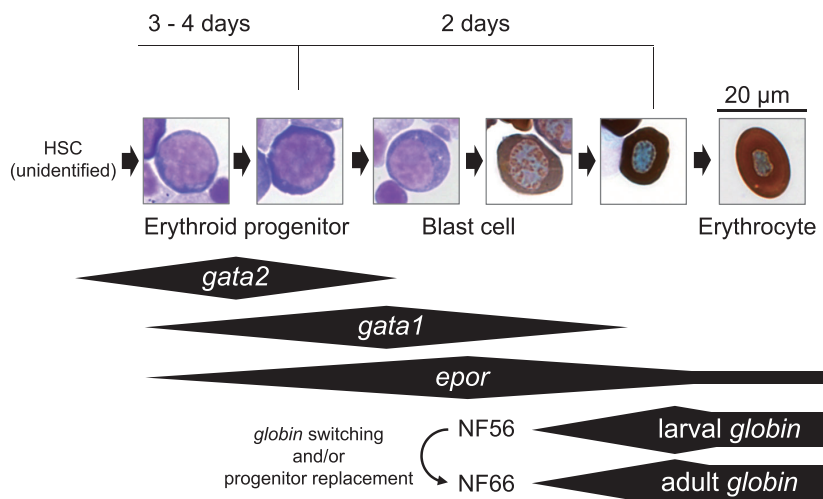 3 - 4 days
2 days
20 µm
HSC
(unidentified)
Erythroid progenitor
Blast cell
Erythrocyte
gata2
gata1
epor
globin switching
and/or
progenitor replacement
NF56
larval globin
NF66
adult globin